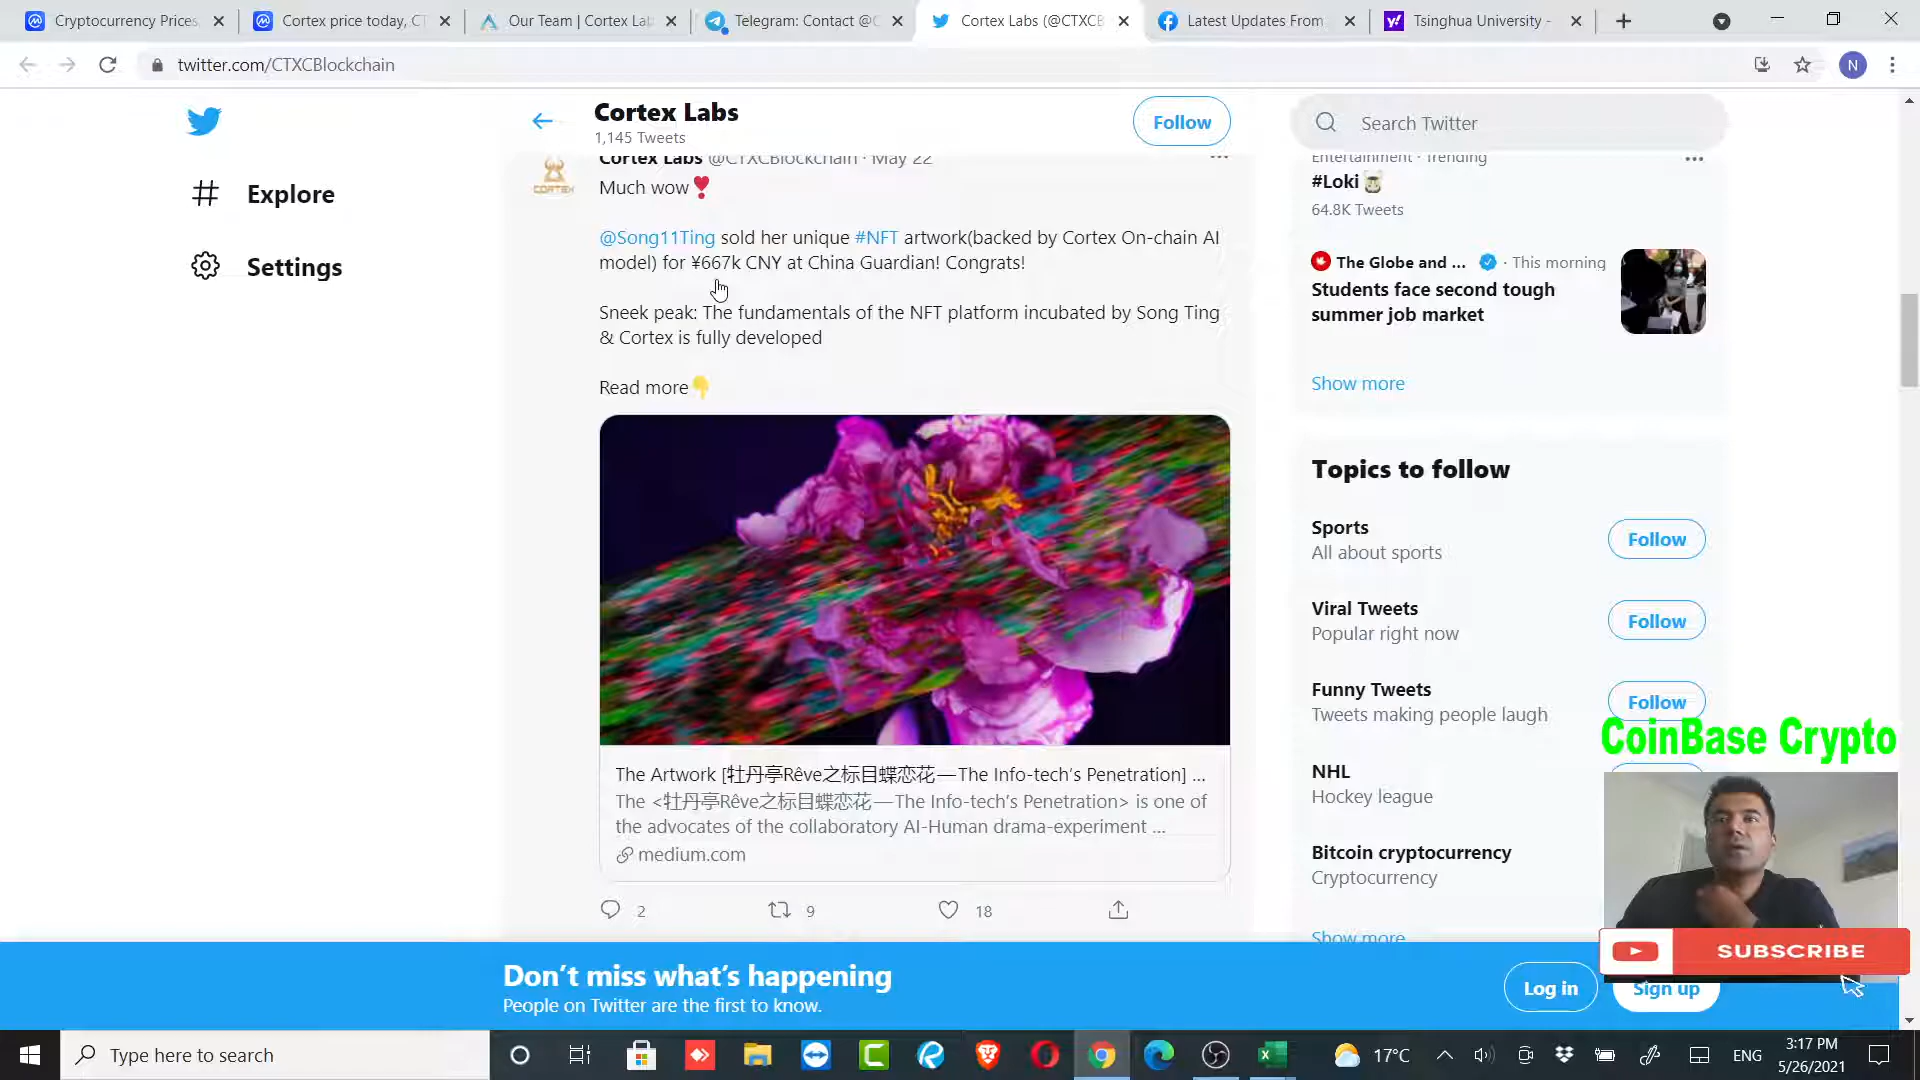 Cryptocurrency Prices,
Cortex price today, CT
Our Team | Cortex Lab
Telegram: Contact @C
Cortex Labs (@CTXCB
Latest Updates From
Tsinghua University -
twitter.com/CTXCBlockchain
N
Explore
Settings
Cortex Labs
1,145 Tweets
Follow
Search Twitter
Cortex Labs @CTXCBlockchain · May 22
CORTEX
Much wow❣️
@Song11Ting sold her unique #NFT artwork(backed by Cortex On-chain AI
model) for ¥667k CNY at China Guardian! Congrats!
Sneek peak: The fundamentals of the NFT platform incubated by Song Ting
& Cortex is fully developed
Read more👇
The Artwork [牡丹亭Rêve之标目蝶恋花—The Info-tech's Penetration] ...
The <牡丹亭Rêve之标目蝶恋花—The Info-tech's Penetration> is one of
the advocates of the collaboratory AI-Human drama-experiment ...
medium.com
2
9
18
Entertainment · Trending
#Loki
64.8K Tweets
The Globe and ... · This morning
Students face second tough
summer job market
Show more
Topics to follow
Sports
All about sports
Follow
Viral Tweets
Popular right now
Follow
Funny Tweets
Tweets making people laugh
Follow
NHL
Hockey league
Bitcoin cryptocurrency
Cryptocurrency
Show more
CoinBase Crypto
SUBSCRIBE
Don't miss what's happening
People on Twitter are the first to know.
Log in
Sign up
Type here to search
17°C
ENG
3:17 PM
5/26/2021